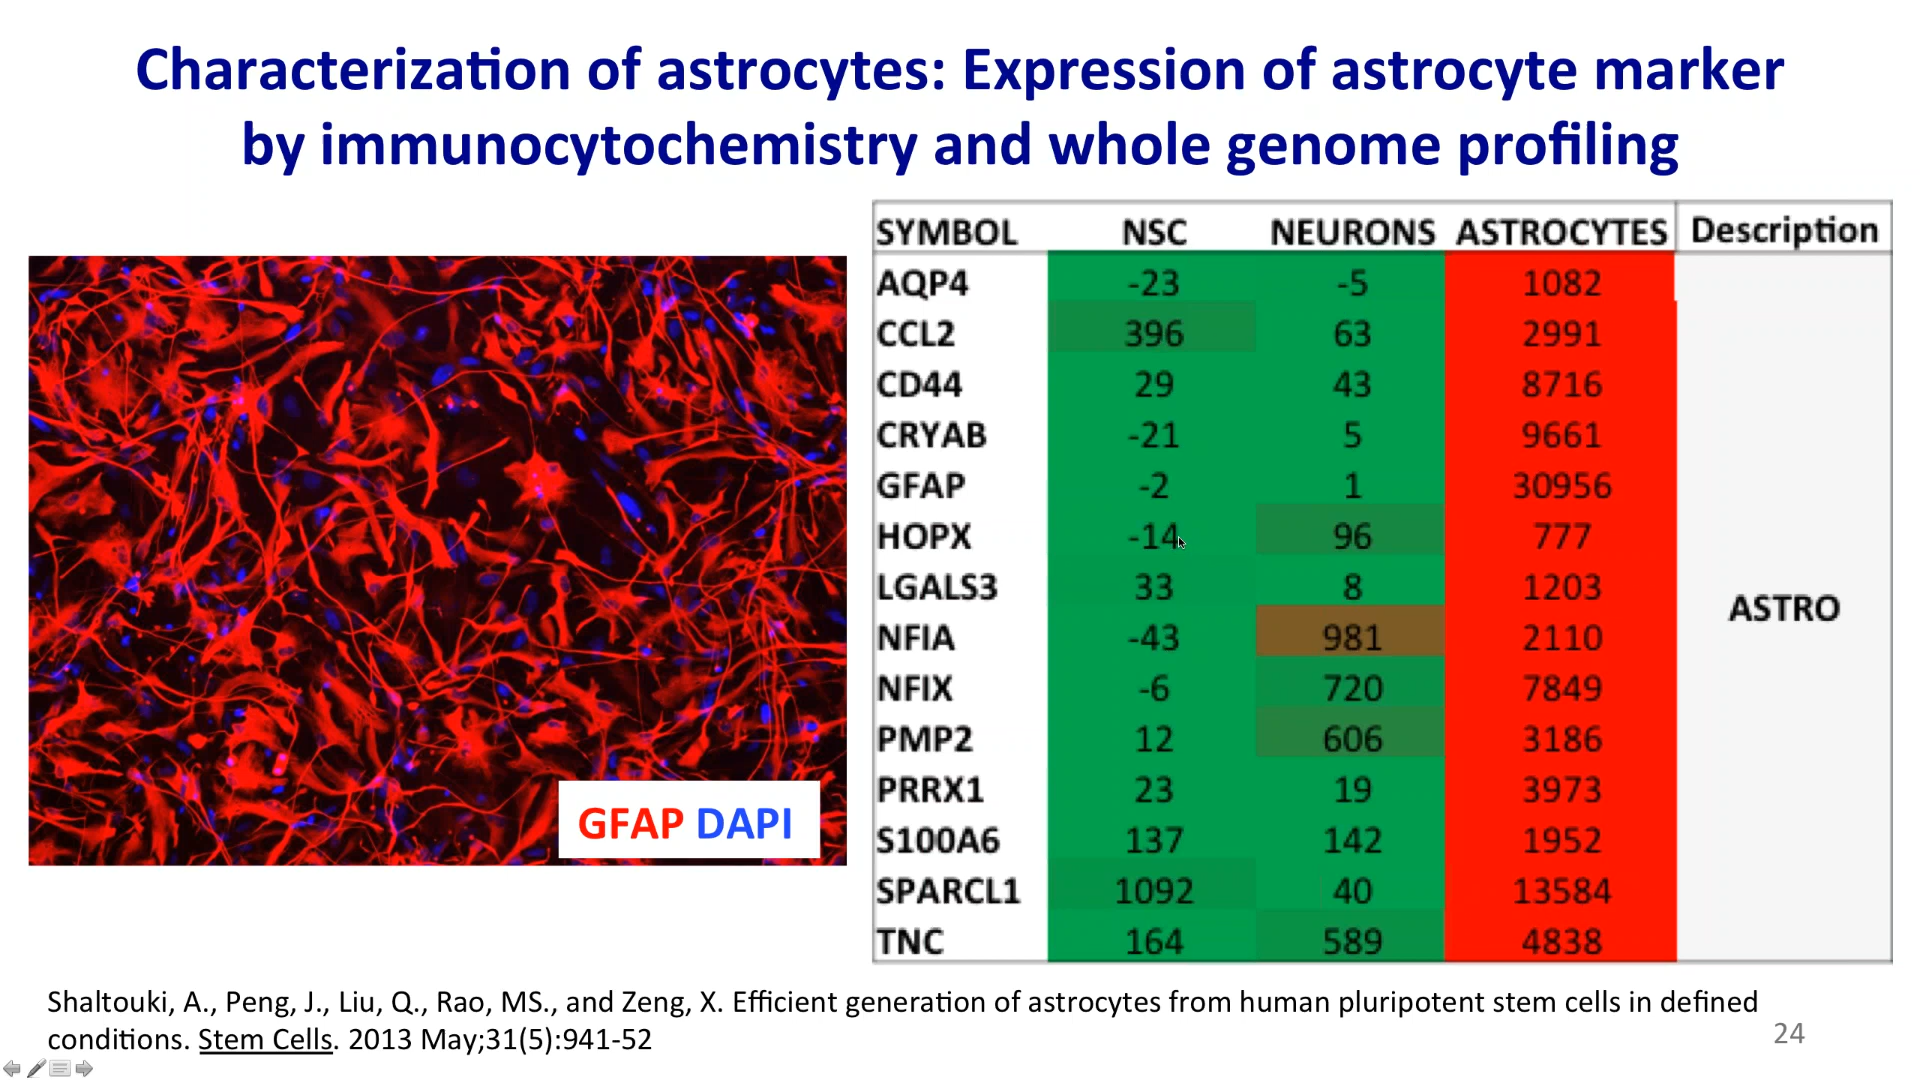 Characterization of astrocytes: Expression of astrocyte marker
by immunocytochemistry and whole genome profiling
GFAP DAPI
SYMBOL NSC NEURONS ASTROCYTES Description
AQP4 -23 -5 1082
CCL2 396 63 2991
CD44 29 43 8716
CRYAB -21 5 9661
GFAP -2 1 30956
HOPX -14 96 777
LGALS3 33 8 1203
ASTRO
NFIA -43 981 2110
NFIX -6 720 7849
PMP2 12 606 3186
PRRX1 23 19 3973
S100A6 137 142 1952
SPARCL1 1092 40 13584
TNC 164 589 4838
Shaltouki, A., Peng, J., Liu, Q., Rao, MS., and Zeng, X. Efficient generation of astrocytes from human pluripotent stem cells in defined
conditions. Stem Cells. 2013 May;31(5):941-52
24